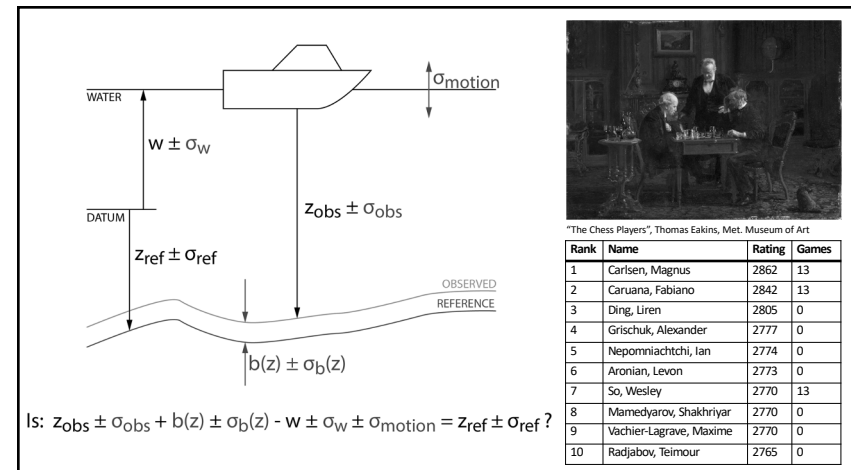 WATER
σmotion
w ± σw
DATUM
zobs ± σobs
zref ± σref
OBSERVED
REFERENCE
b(z) ± σb(z)
Is: zobs ± σobs + b(z) ± σb(z) - w ± σw ± σmotion = zref ± σref ?
"The Chess Players", Thomas Eakins, Met. Museum of Art
Rank Name Rating Games
1 Carlsen, Magnus 2862 13
2 Caruana, Fabiano 2842 13
3 Ding, Liren 2805 0
4 Grischuk, Alexander 2777 0
5 Nepomniachtchi, Ian 2774 0
6 Aronian, Levon 2773 0
7 So, Wesley 2770 13
8 Mamedyarov, Shakhriyar 2770 0
9 Vachier-Lagrave, Maxime 2770 0
10 Radjabov, Teimour 2765 0